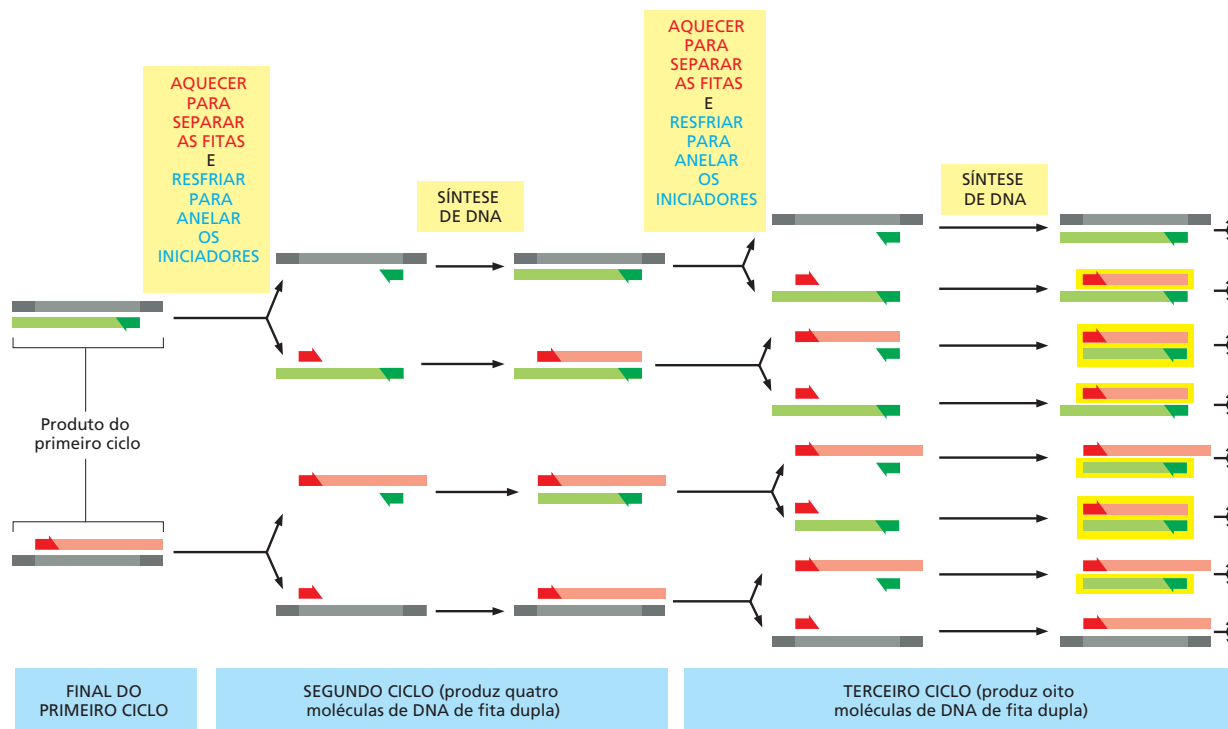 AQUECER
PARA
SEPARAR
AS FITAS
E
RESFRIAR
PARA
ANELAR
OS
INICIADORES
SÍNTESE
DE DNA
AQUECER
PARA
SEPARAR
AS FITAS
E
RESFRIAR
PARA
ANELAR
OS
INICIADORES
SÍNTESE
DE DNA
Produto do
primeiro ciclo
FINAL DO
PRIMEIRO CICLO
SEGUNDO CICLO (produz quatro
moléculas de DNA de fita dupla)
TERCEIRO CICLO (produz oito
moléculas de DNA de fita dupla)